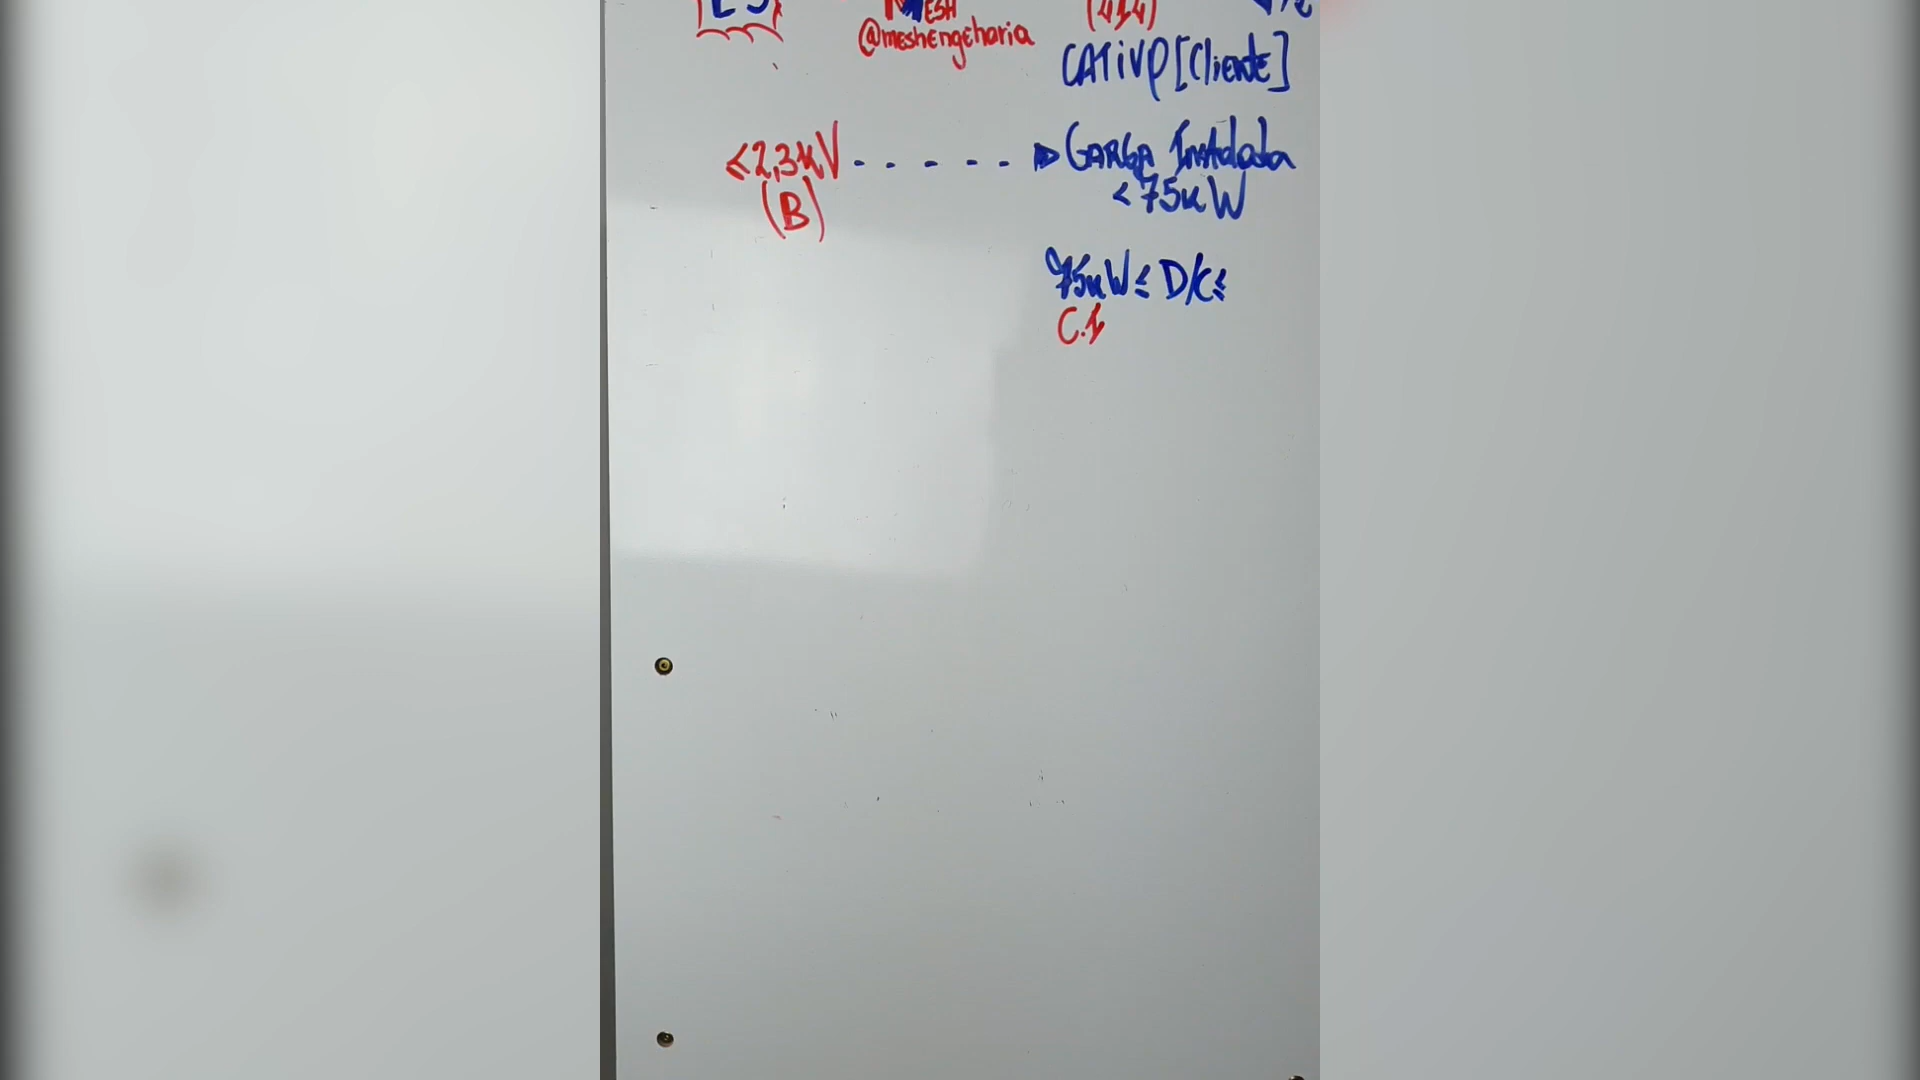 MESH (414)
@meshengeharia
CATIVO [Cliente]
≤2,3kV - - - - - ▷ CARGA Instalada
(B) < 75kW
75kW ≤ D/C ≤
C.1